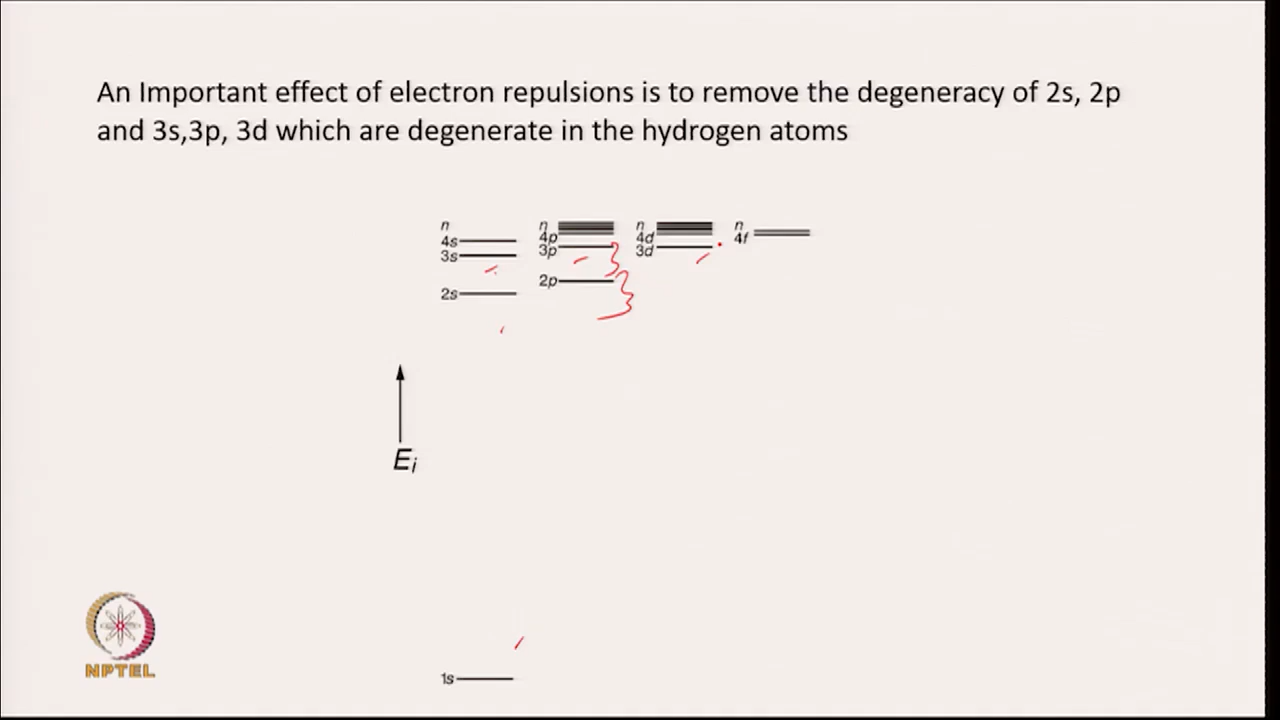 An Important effect of electron repulsions is to remove the degeneracy of 2s, 2p
and 3s,3p, 3d which are degenerate in the hydrogen atoms
n n n n
4s 4p 4d 4f
3s 3p 3d
2s 2p
Ei
1s
NPTEL